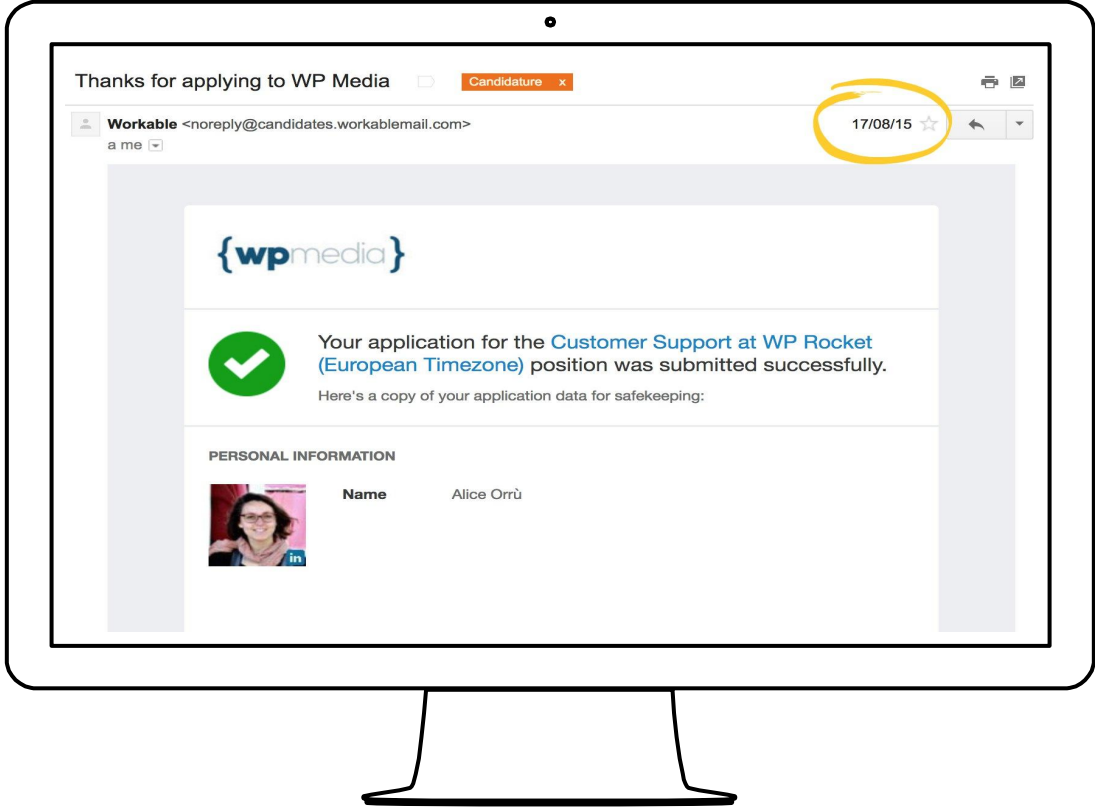 Thanks for applying to WP Media
Candidature x
Workable <noreply@candidates.workablemail.com>
17/08/15
a me
{wpmedia}
Your application for the Customer Support at WP Rocket
(European Timezone) position was submitted successfully.
Here's a copy of your application data for safekeeping:
PERSONAL INFORMATION
Name Alice Orrù
in